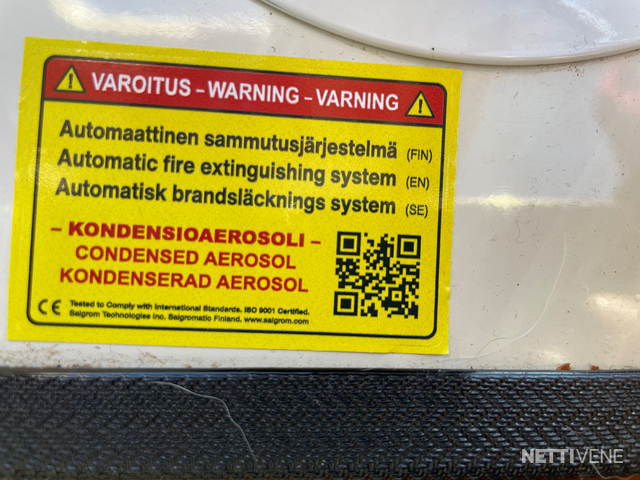 VAROITUS – WARNING – VARNING
Automaattinen sammutusjärjestelmä (FIN)
Automatic fire extinguishing system (EN)
Automatisk brandsläcknings system (SE)
– KONDENSIOAEROSOLI –
CONDENSED AEROSOL
KONDENSERAD AEROSOL
CE Tested to Comply with International Standards. ISO 9001 Certified.
Salgrom Technologies Inc. Salgromatic Finland. www.salgrom.com
NETTIVENE